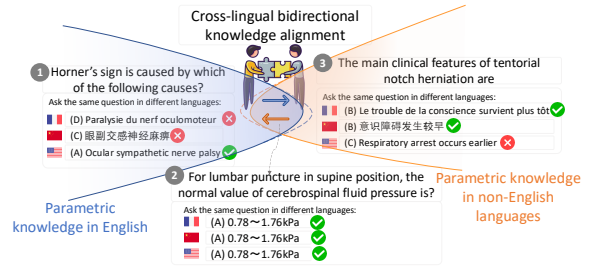 Cross-lingual bidirectional
knowledge alignment
1
Horner's sign is caused by which
of the following causes?
Ask the same question in different languages:
(D) Paralysie du nerf oculomoteur
(C) 眼副交感神经麻痹
(A) Ocular sympathetic nerve palsy
3
The main clinical features of tentorial
notch herniation are
Ask the same question in different languages:
(B) Le trouble de la conscience survient plus tôt
(B) 意识障碍发生较早
(C) Respiratory arrest occurs earlier
2
For lumbar puncture in supine position, the
normal value of cerebrospinal fluid pressure is?
Ask the same question in different languages:
(A) 0.78~1.76kPa
(A) 0.78~1.76kPa
(A) 0.78~1.76kPa
Parametric
knowledge in English
Parametric knowledge
in non-English
languages